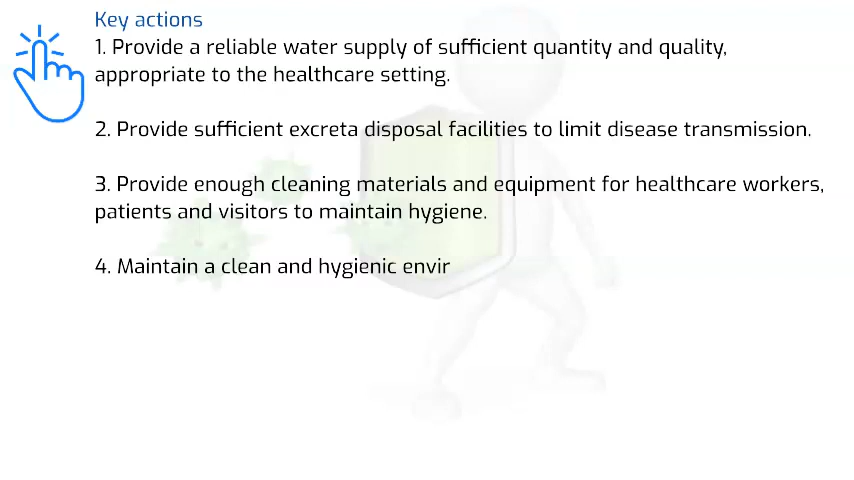 Key actions
1. Provide a reliable water supply of sufficient quantity and quality,
appropriate to the healthcare setting.
2. Provide sufficient excreta disposal facilities to limit disease transmission.
3. Provide enough cleaning materials and equipment for healthcare workers,
patients and visitors to maintain hygiene.
4. Maintain a clean and hygienic envir